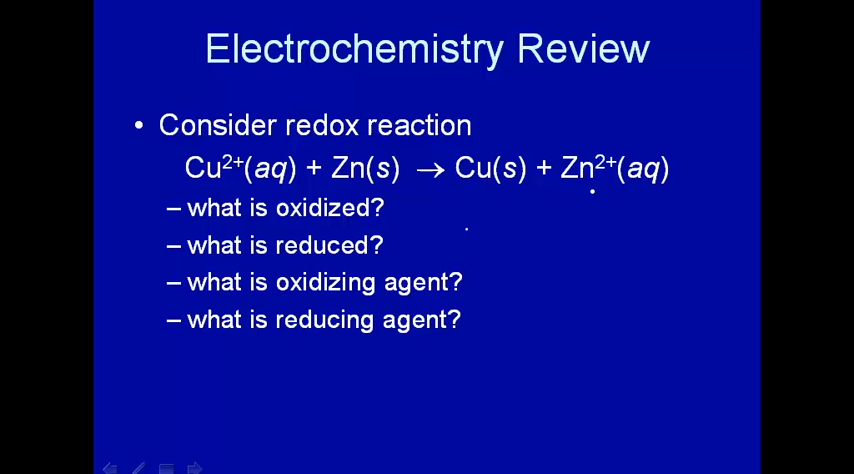 Electrochemistry Review
• Consider redox reaction
Cu²⁺(aq) + Zn(s) → Cu(s) + Zn²⁺(aq)
– what is oxidized?
– what is reduced?
– what is oxidizing agent?
– what is reducing agent?